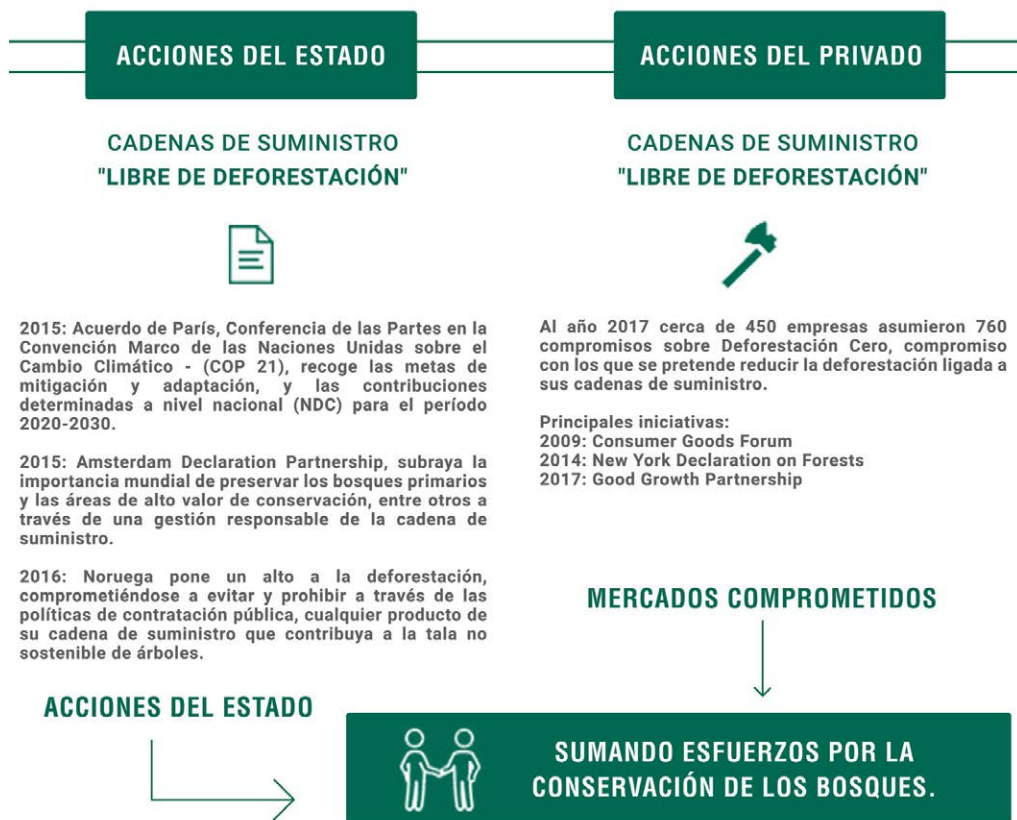 ACCIONES DEL ESTADO
CADENAS DE SUMINISTRO
"LIBRE DE DEFORESTACIÓN"
2015: Acuerdo de París, Conferencia de las Partes en la
Convención Marco de las Naciones Unidas sobre el
Cambio Climático - (COP 21), recoge las metas de
mitigación y adaptación, y las contribuciones
determinadas a nivel nacional (NDC) para el período
2020-2030.
2015: Amsterdam Declaration Partnership, subraya la
importancia mundial de preservar los bosques primarios
y las áreas de alto valor de conservación, entre otros a
través de una gestión responsable de la cadena de
suministro.
2016: Noruega pone un alto a la deforestación,
comprometiéndose a evitar y prohibir a través de las
políticas de contratación pública, cualquier producto de
su cadena de suministro que contribuya a la tala no
sostenible de árboles.
ACCIONES DEL ESTADO
ACCIONES DEL PRIVADO
CADENAS DE SUMINISTRO
"LIBRE DE DEFORESTACIÓN"
Al año 2017 cerca de 450 empresas asumieron 760
compromisos sobre Deforestación Cero, compromiso
con los que se pretende reducir la deforestación ligada a
sus cadenas de suministro.
Principales iniciativas:
2009: Consumer Goods Forum
2014: New York Declaration on Forests
2017: Good Growth Partnership
MERCADOS COMPROMETIDOS
SUMANDO ESFUERZOS POR LA
CONSERVACIÓN DE LOS BOSQUES.